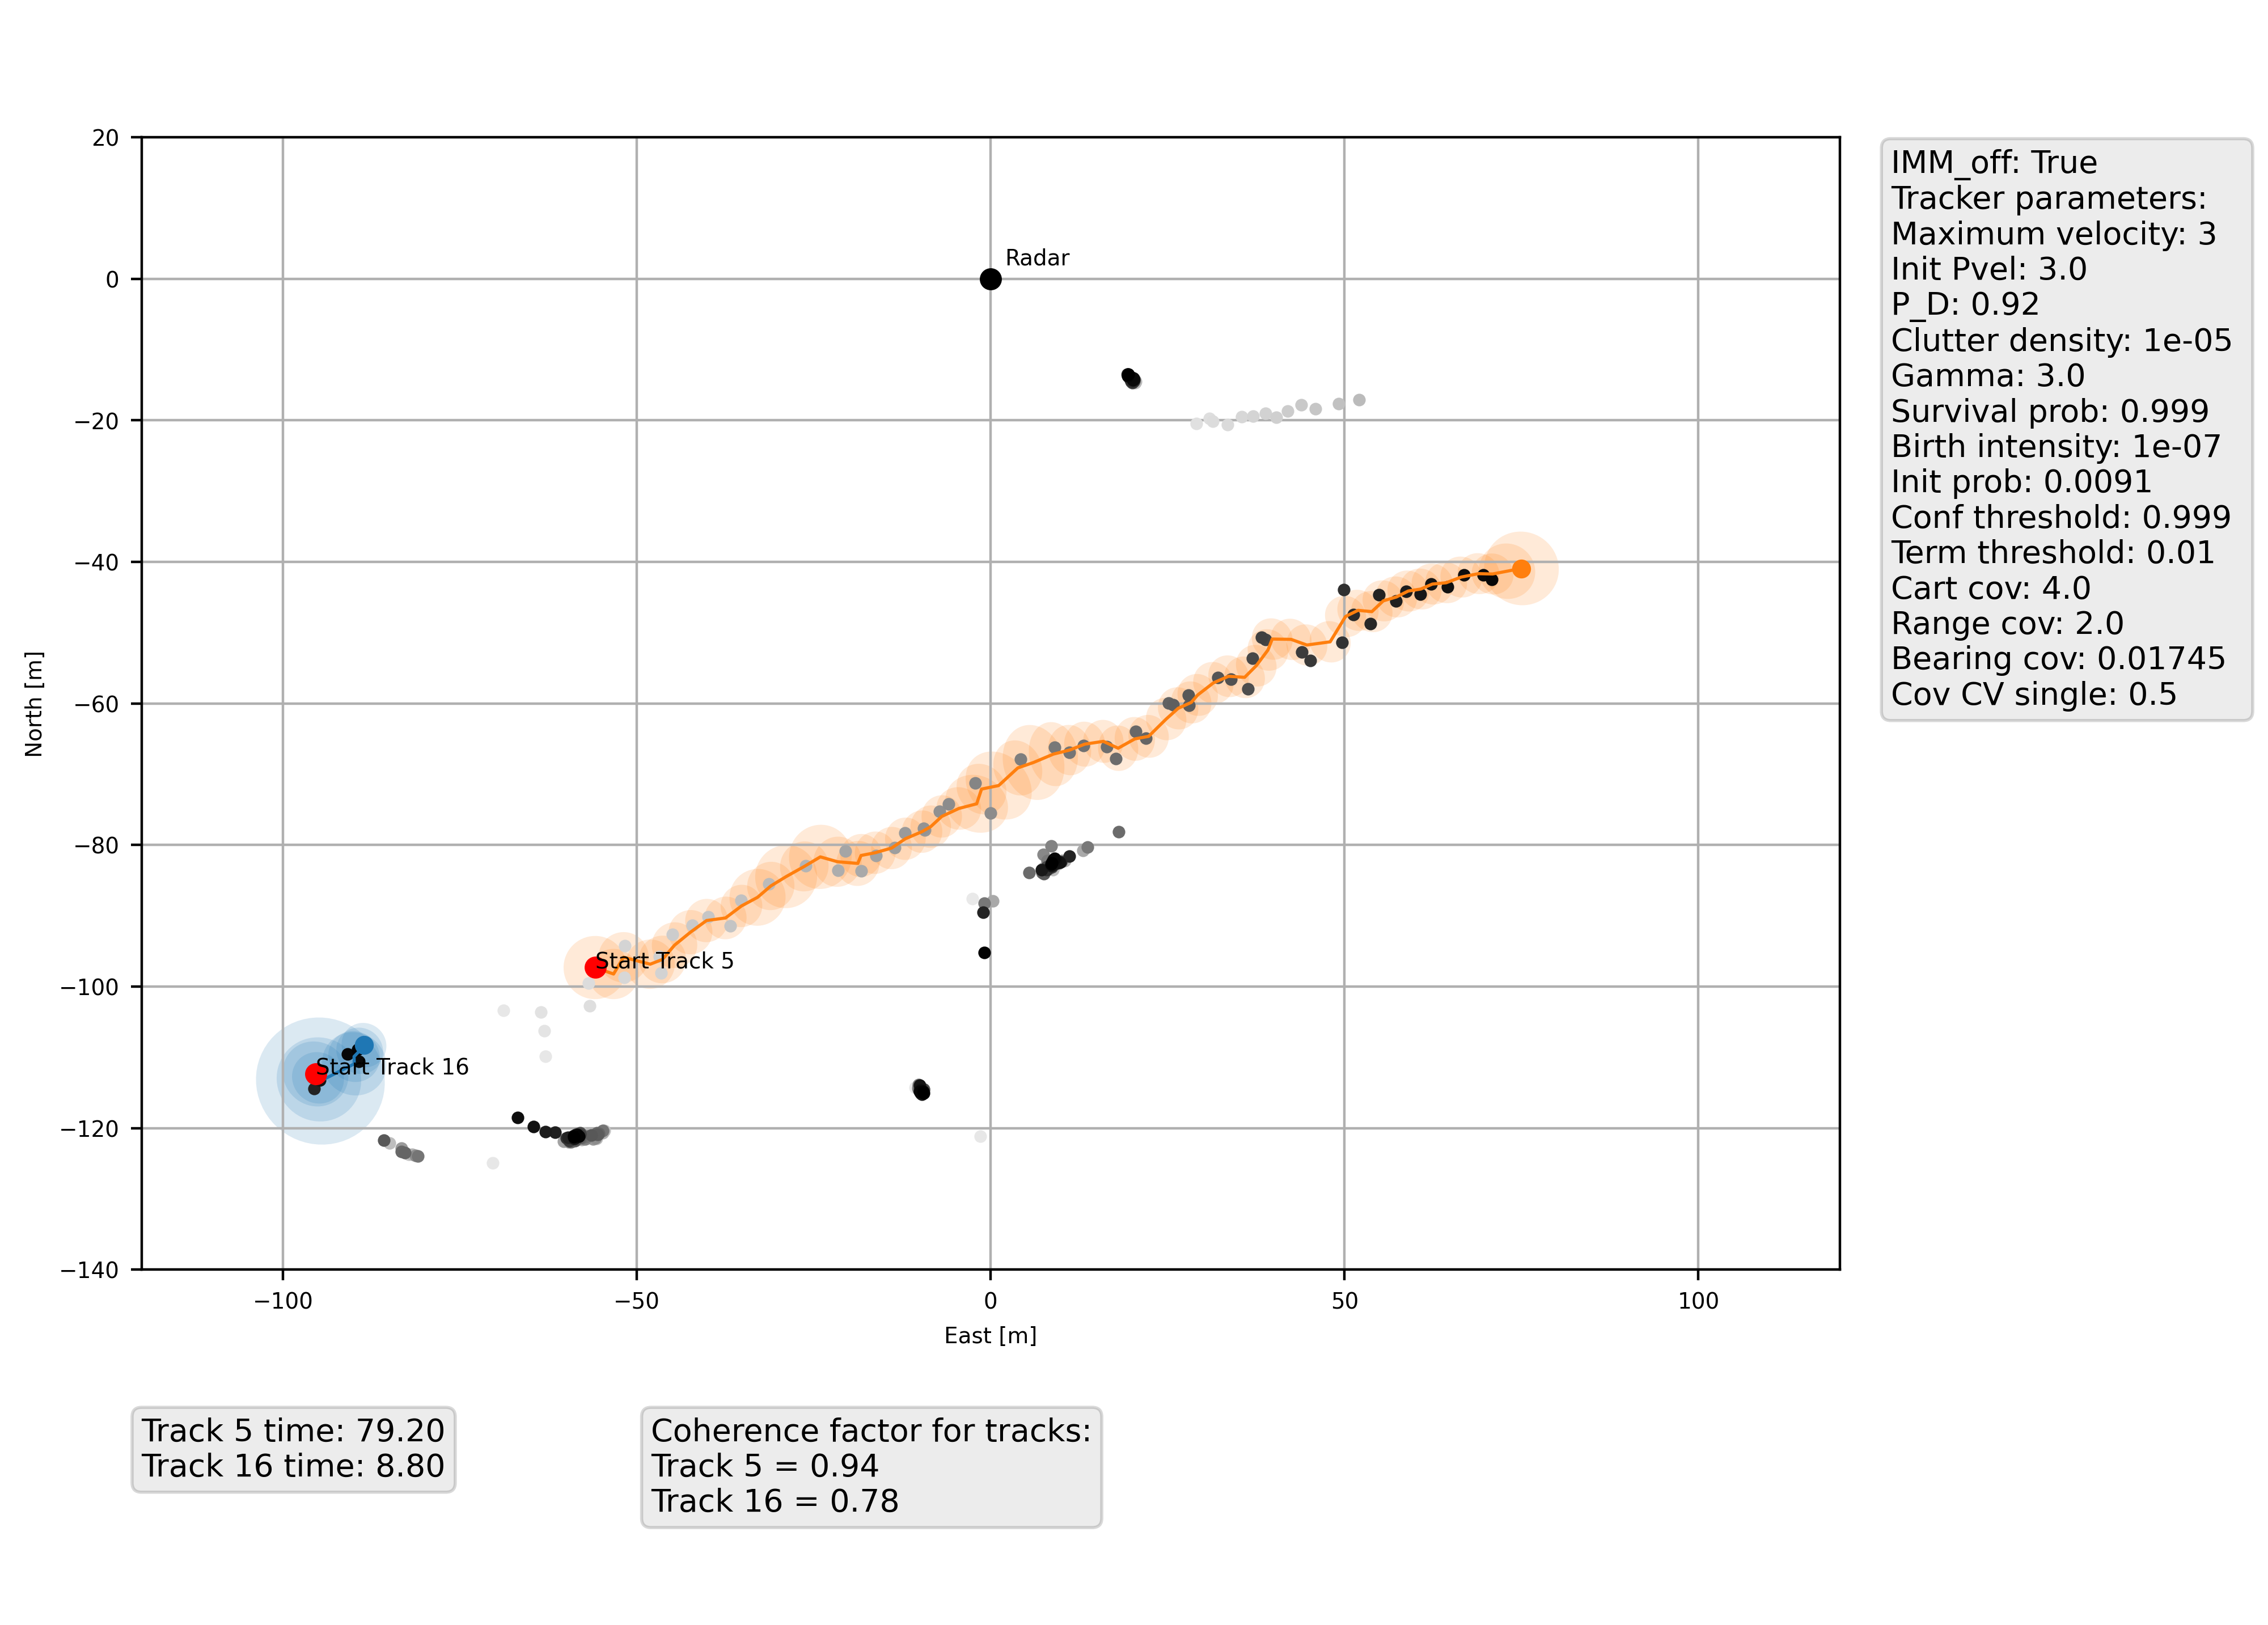 20
0
−20
−40
−60
−80
−100
−120
−140
North [m]
−100
−50
0
50
100
East [m]
Radar
Start Track 5
Start Track 16
IMM_off: True
Tracker parameters:
Maximum velocity: 3
Init Pvel: 3.0
P_D: 0.92
Clutter density: 1e-05
Gamma: 3.0
Survival prob: 0.999
Birth intensity: 1e-07
Init prob: 0.0091
Conf threshold: 0.999
Term threshold: 0.01
Cart cov: 4.0
Range cov: 2.0
Bearing cov: 0.01745
Cov CV single: 0.5
Track 5 time: 79.20
Track 16 time: 8.80
Coherence factor for tracks:
Track 5 = 0.94
Track 16 = 0.78